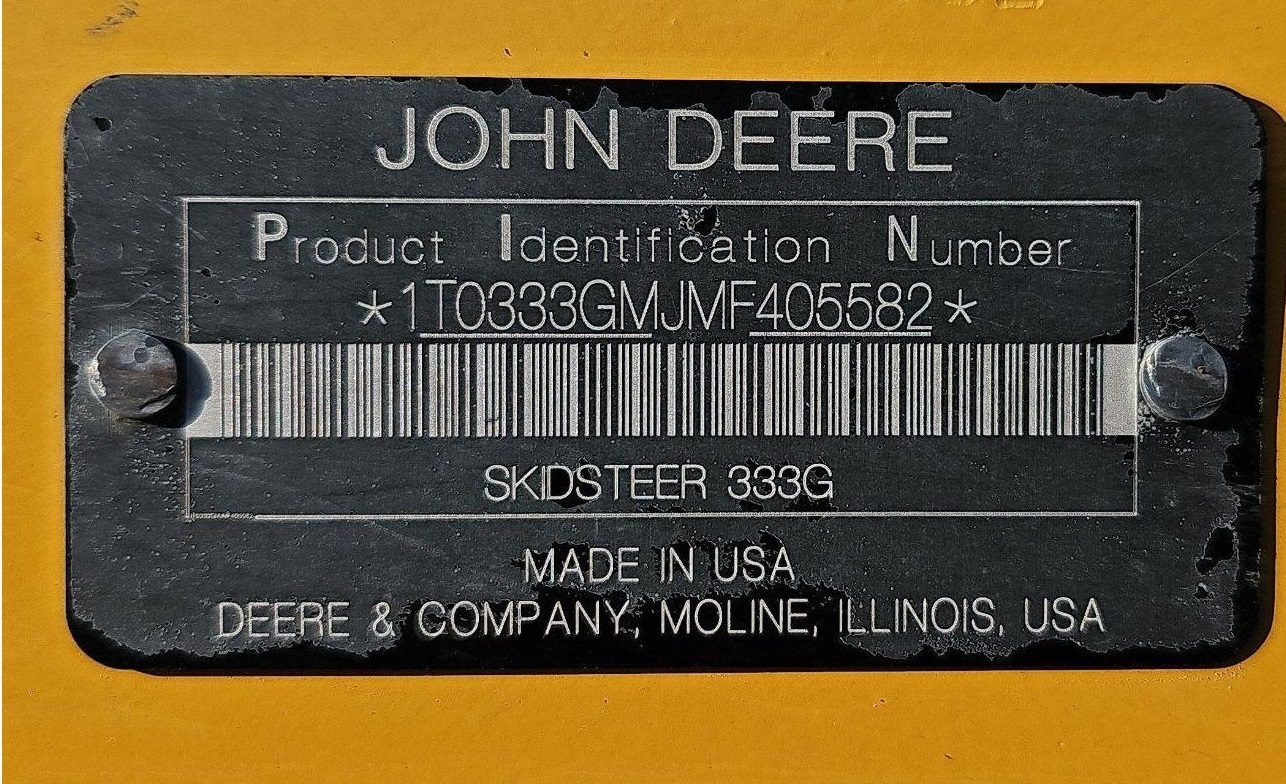 JOHN DEERE
Product Identification Number
*1T0333GMJMF405582*
SKIDSTEER 333G
MADE IN USA
DEERE & COMPANY, MOLINE, ILLINOIS, USA